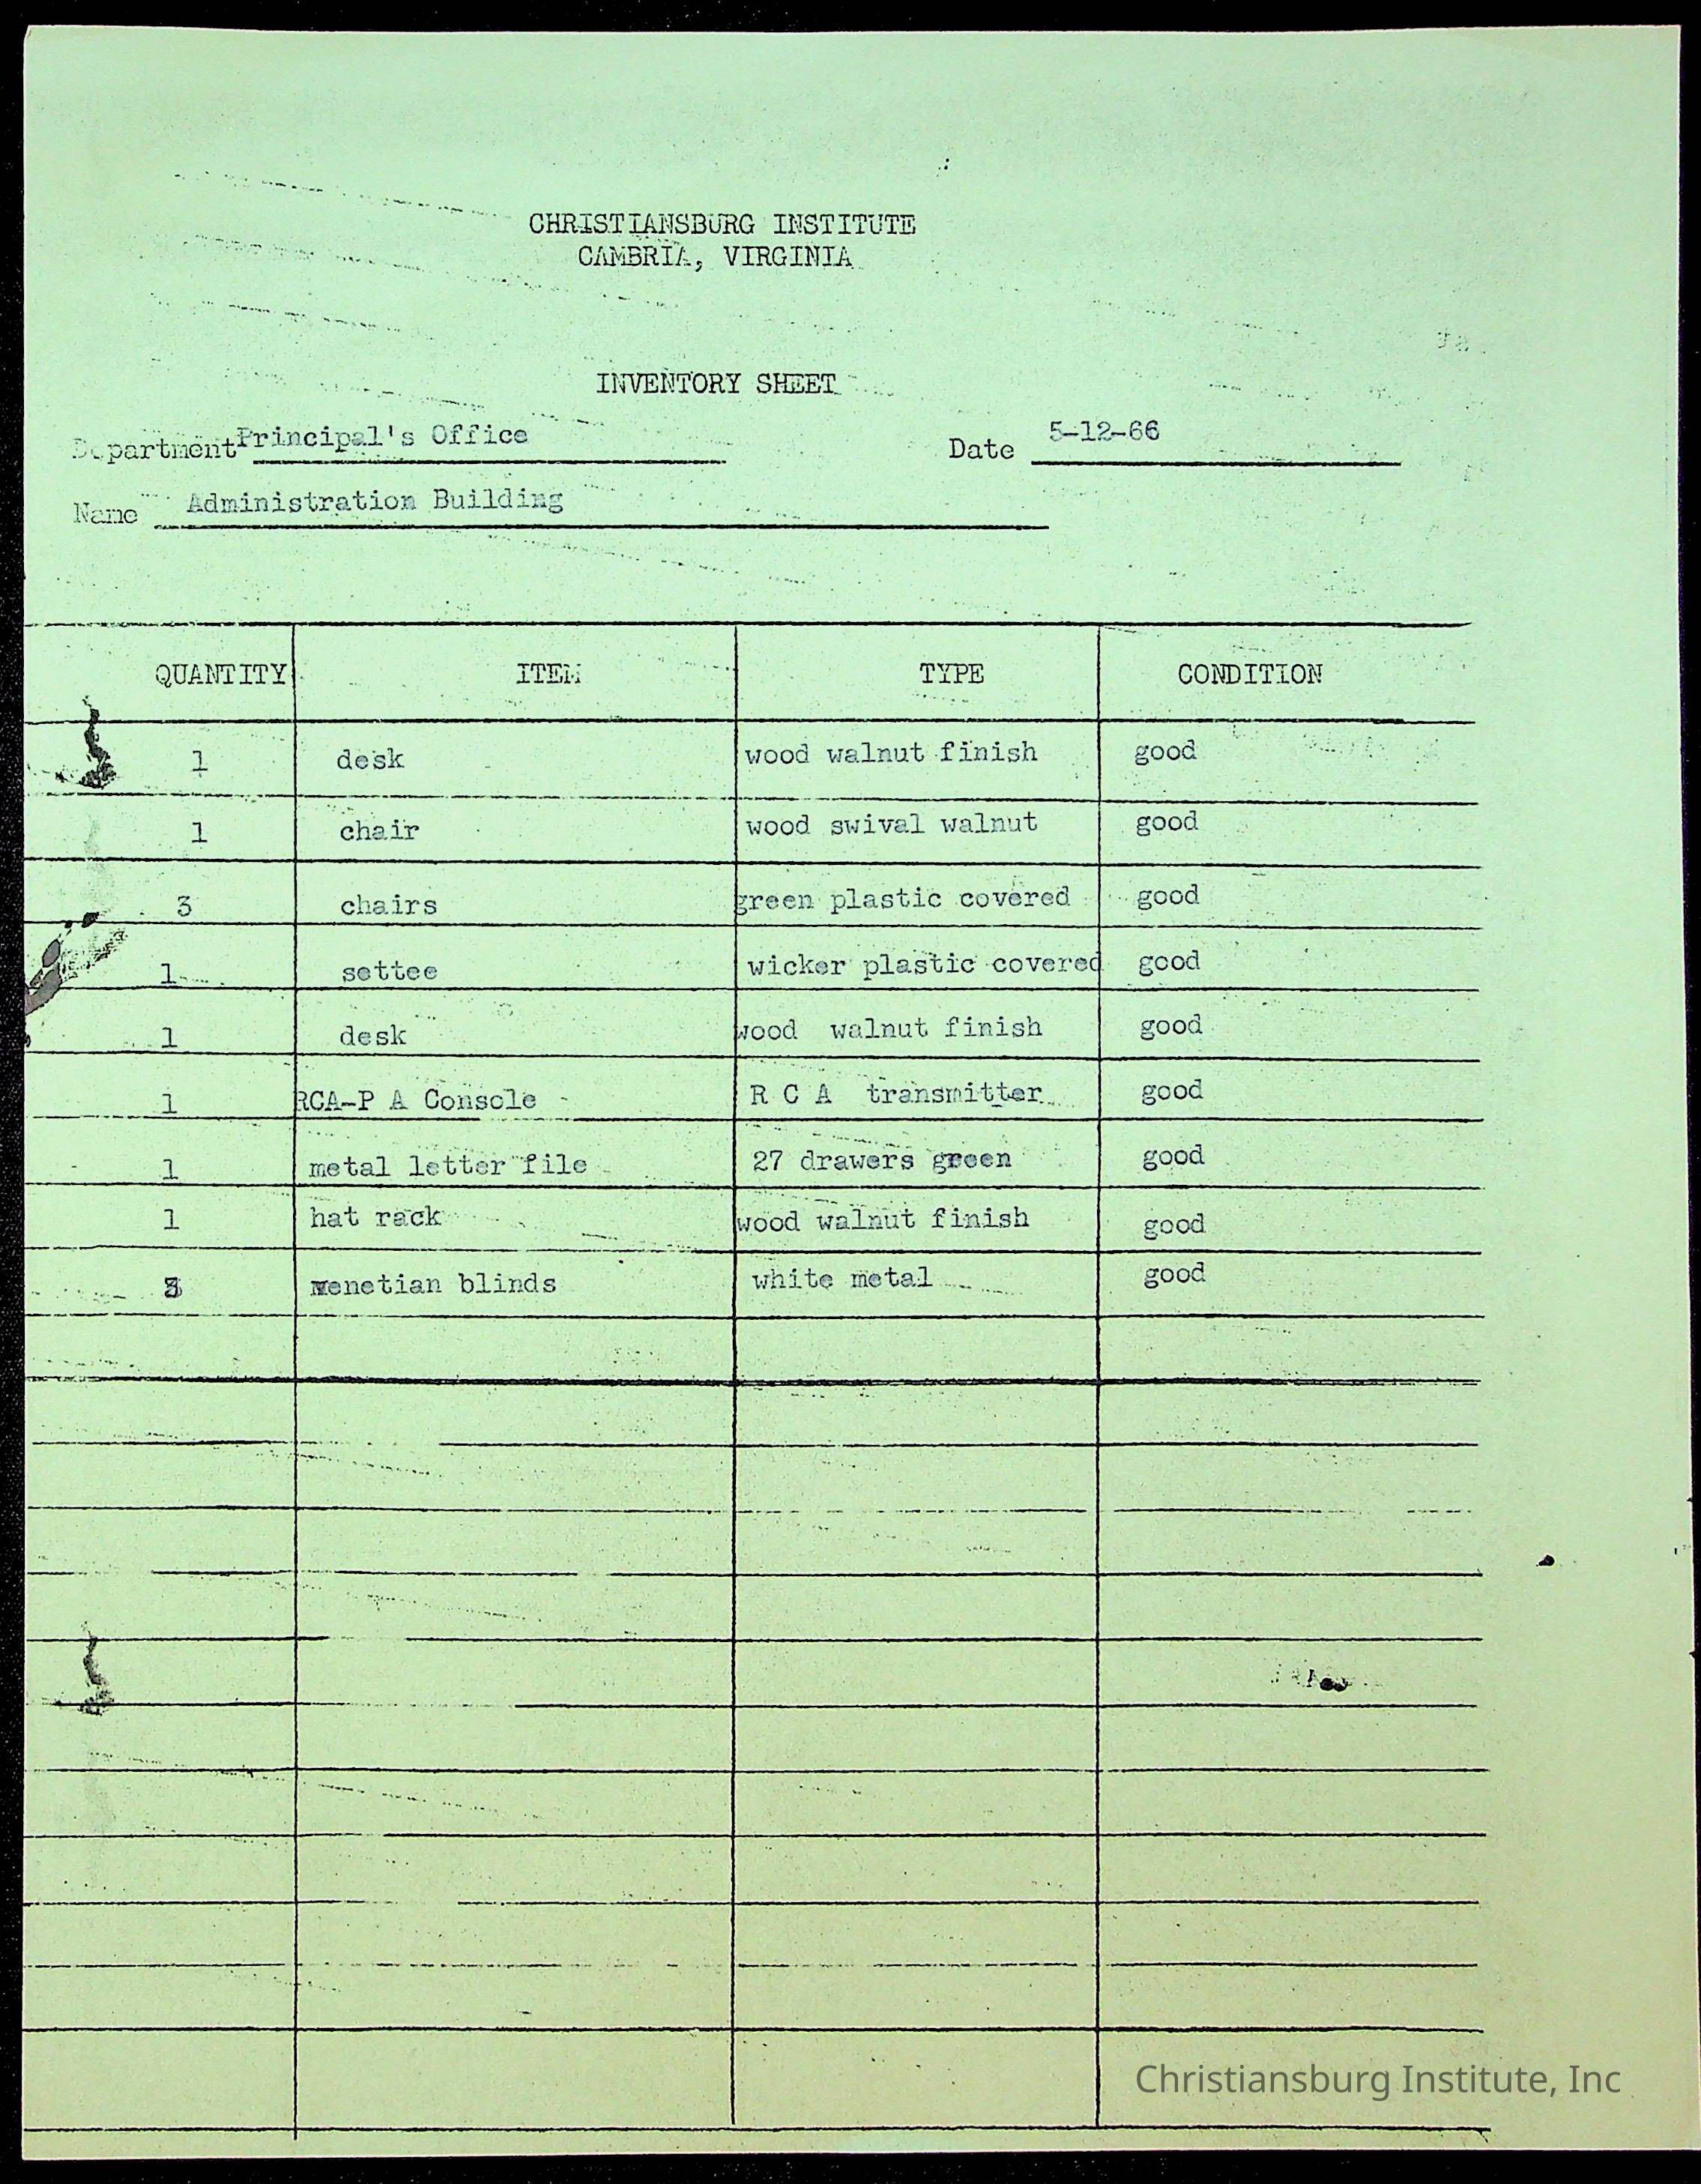 CHRISTIANSBURG INSTITUTE
CAMBRIA, VIRGINIA
INVENTORY SHEET
Department Principal's Office Date 5-12-66
Name Administration Building
QUANTITY ITEM TYPE CONDITION
1 desk wood walnut finish good
1 chair wood swival walnut good
3 chairs green plastic covered good
1 settee wicker plastic covered good
1 desk wood walnut finish good
1 RCA-P A Console R C A transmitter good
1 metal letter file 27 drawers green good
1 hat rack wood walnut finish good
venetian blinds white metal good
Christiansburg Institute, Inc